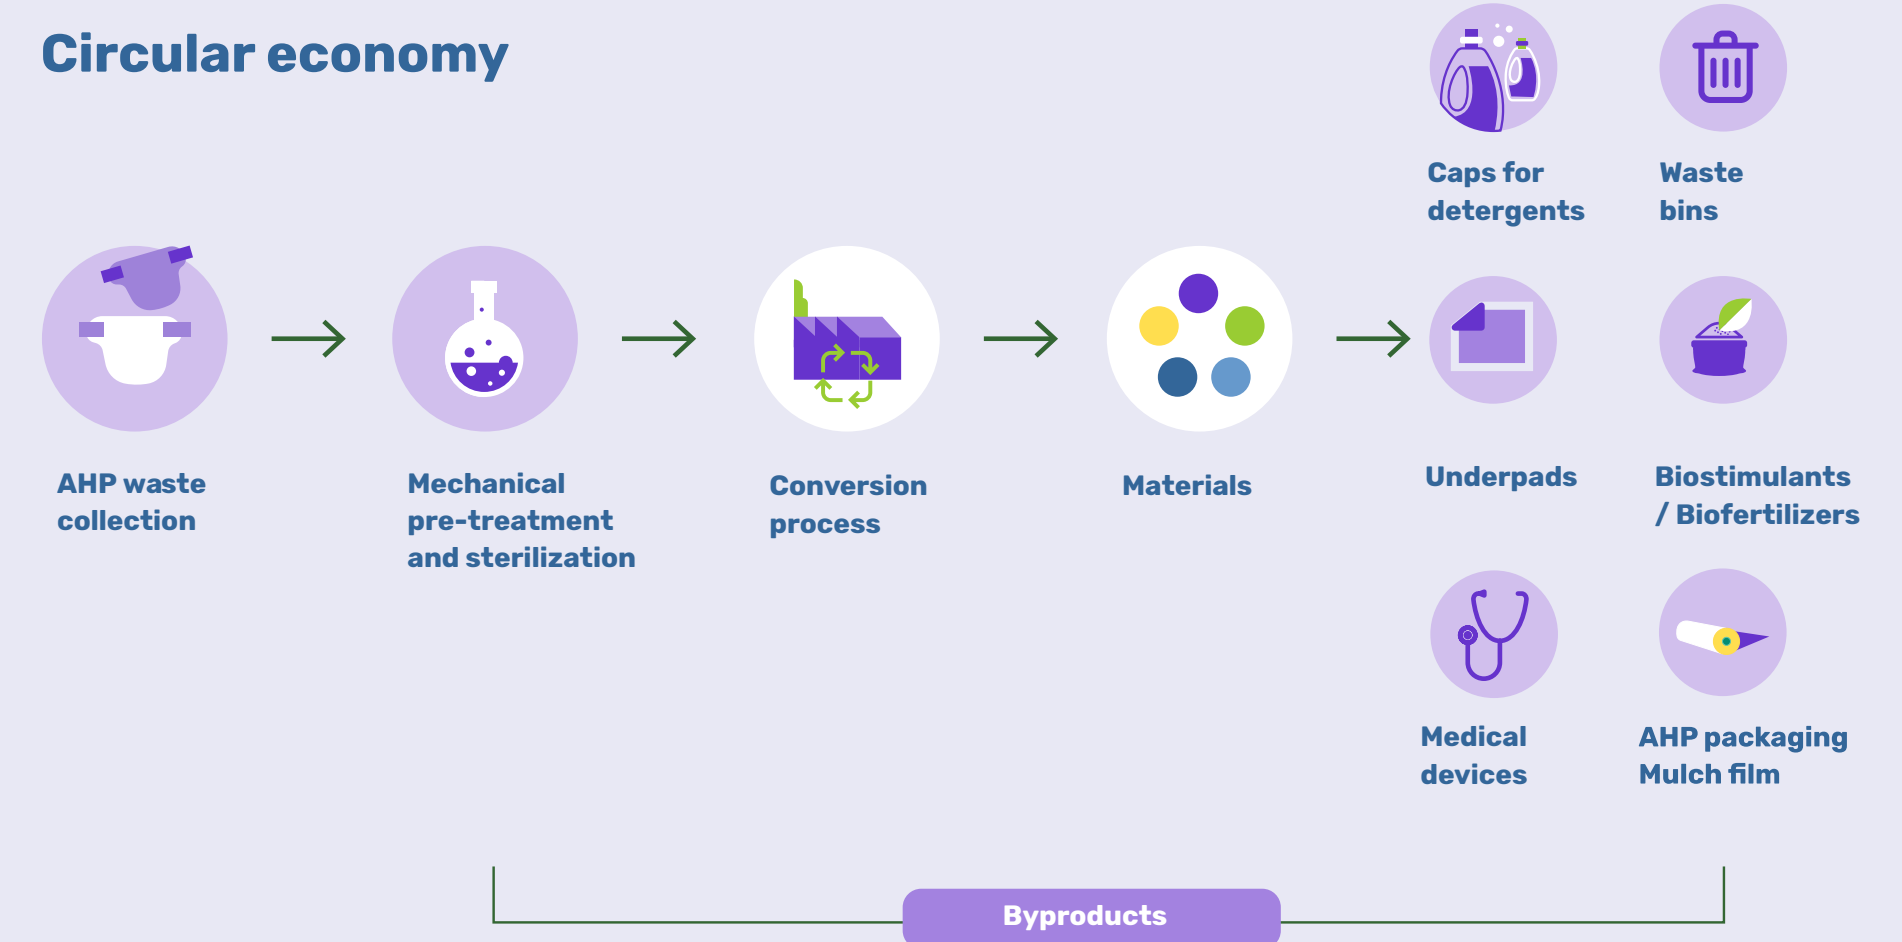 Circular economy
Caps for
detergents
Waste
bins
AHP waste
collection
Mechanical
pre-treatment
and sterilization
Conversion
process
Materials
Underpads
Biostimulants
/ Biofertilizers
Medical
devices
AHP packaging
Mulch film
Byproducts